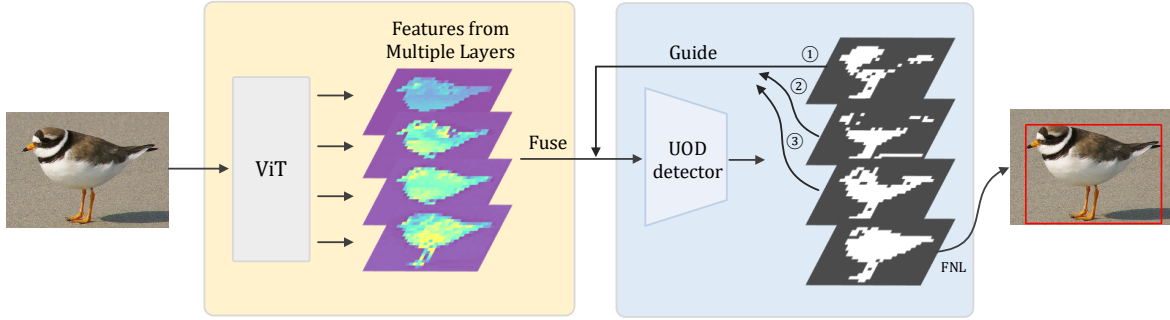 Features from
Multiple Layers
ViT
Fuse
Guide
①
②
③
UOD
detector
FNL